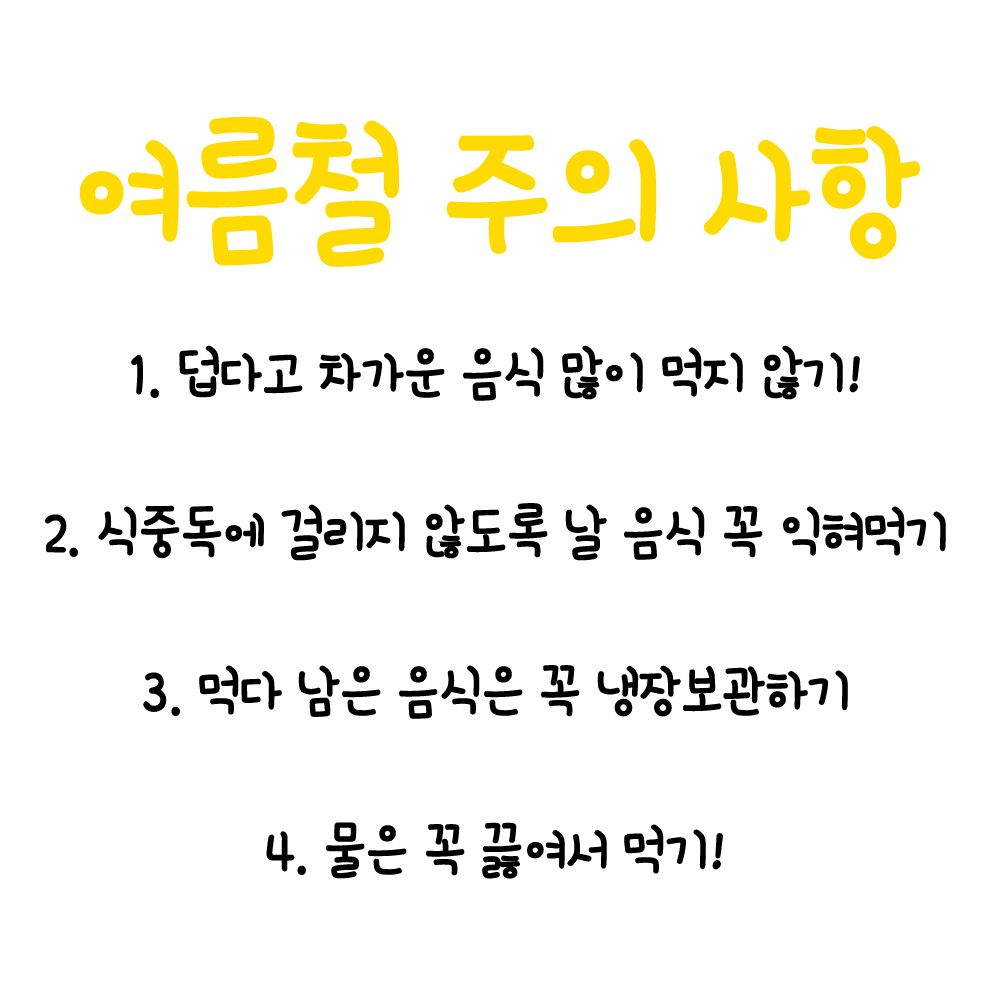 여름철 주의 사항
1. 덥다고 차가운 음식 많이 먹지 않기!
2. 식중독에 걸리지 않도록 날 음식 꼭 익혀먹기
3. 먹다 남은 음식은 꼭 냉장보관하기
4. 물은 꼭 끓여서 먹기!